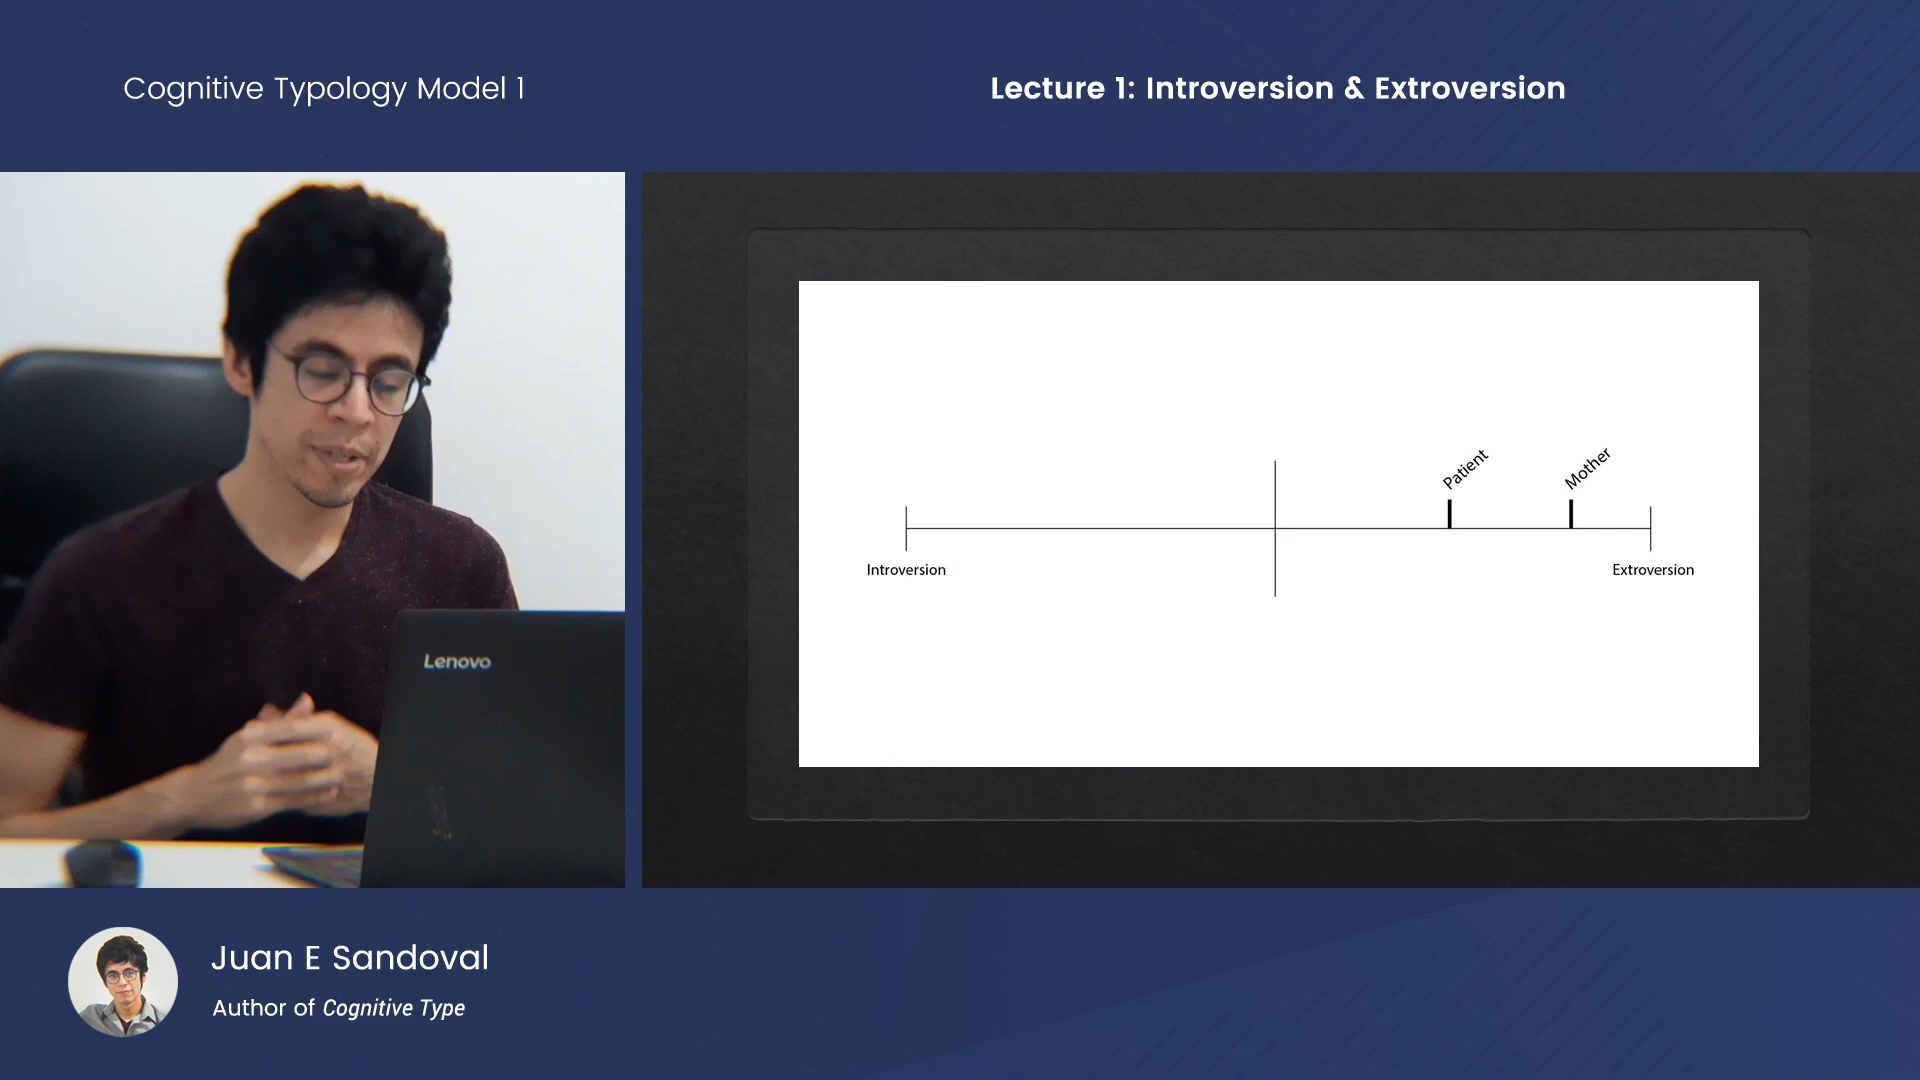 Cognitive Typology Model 1
Lecture 1: Introversion & Extroversion
Lenovo
Patient
Mother
Introversion
Extroversion
Juan E Sandoval
Author of Cognitive Type